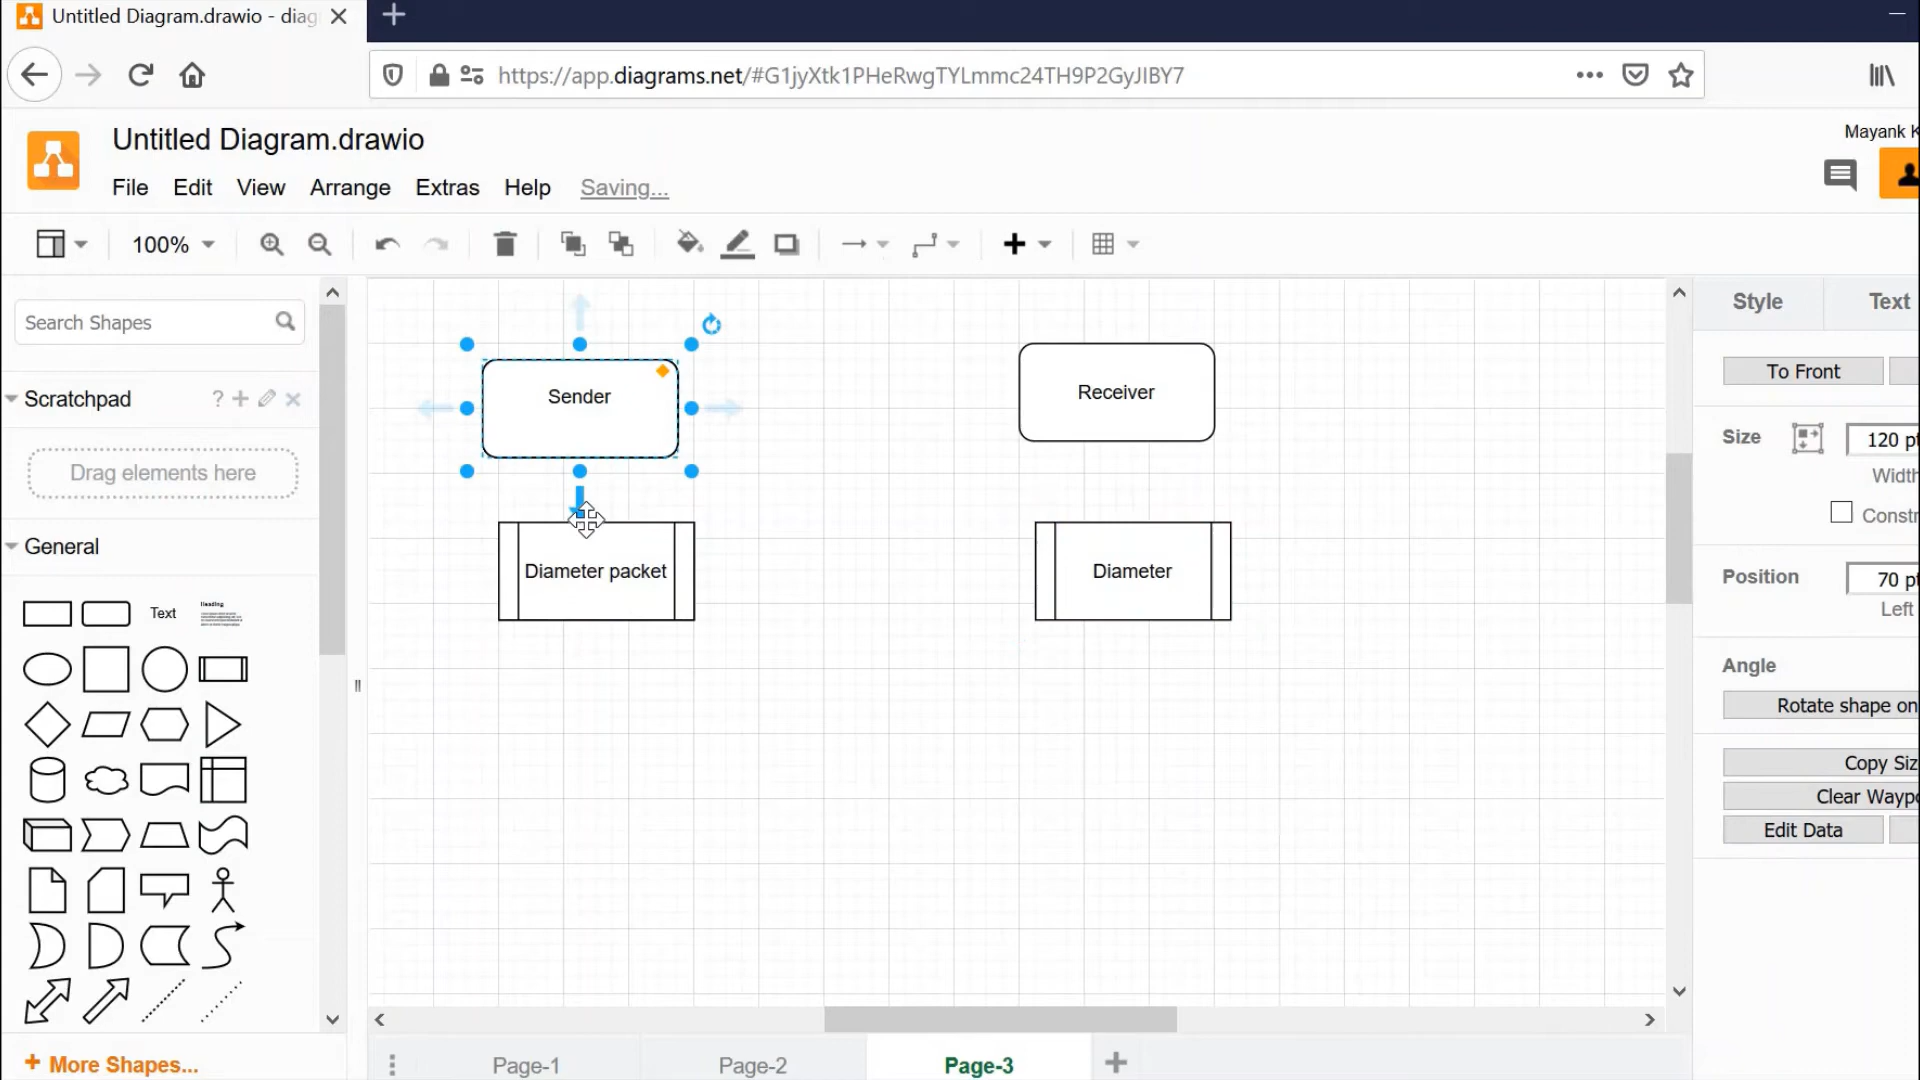 Untitled Diagram.drawio - diag
https://app.diagrams.net/#G1jyXtk1PHeRwgTYLmmc24TH9P2GyJIBY7
Untitled Diagram.drawio
Mayank K
File Edit View Arrange Extras Help Saving...
100%
Search Shapes
Style Text
To Front
Scratchpad ?
Drag elements here
General
Text
Heading
Sender
Receiver
Diameter packet
Diameter
Size 120 pt
Width
Constr
Position 70 pt
Left
Angle
Rotate shape on
Copy Siz
Clear Waypo
Edit Data
+ More Shapes...
Page-1 Page-2 Page-3